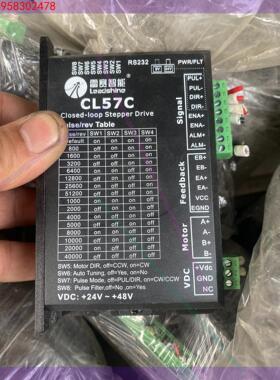 958302478
雷赛智能
Leadshine
RS232 PWR/FLT
CL57C
Closed-loop Stepper Drive
Pulse/rev Table
Pulse/rev SW1 SW2 SW3 SW4
Default on on on on
800 off on on on
1600 on off on on
3200 off off on on
6400 on on off on
12800 off on off on
25600 on off off on
51200 off off off on
1000 on on on off
2000 off on on off
4000 on off on off
5000 off off on off
8000 on on off off
10000 off on off off
20000 on off off off
40000 off off off off
SW5: Motor DIR, off=CCW, on=CW
SW6: Auto Tuning, off=Yes, on=No
SW7: Pulse Mode, off=PUL/DIR, on=CW/CCW
SW8: Pulse Filter, off=No, on=Yes
VDC: +24V ~ +48V
SW8
SW7
SW6
SW5
SW4
SW3
SW2
SW1
PUL+
PUL-
DIR+
DIR-
ENA+
ENA-
ALM+
ALM-
Signal
EB+
EB-
EA+
EA-
VCC
EGND
Feedback
A+
A-
B+
B-
Motor
+Vdc
GND
NC
VDC